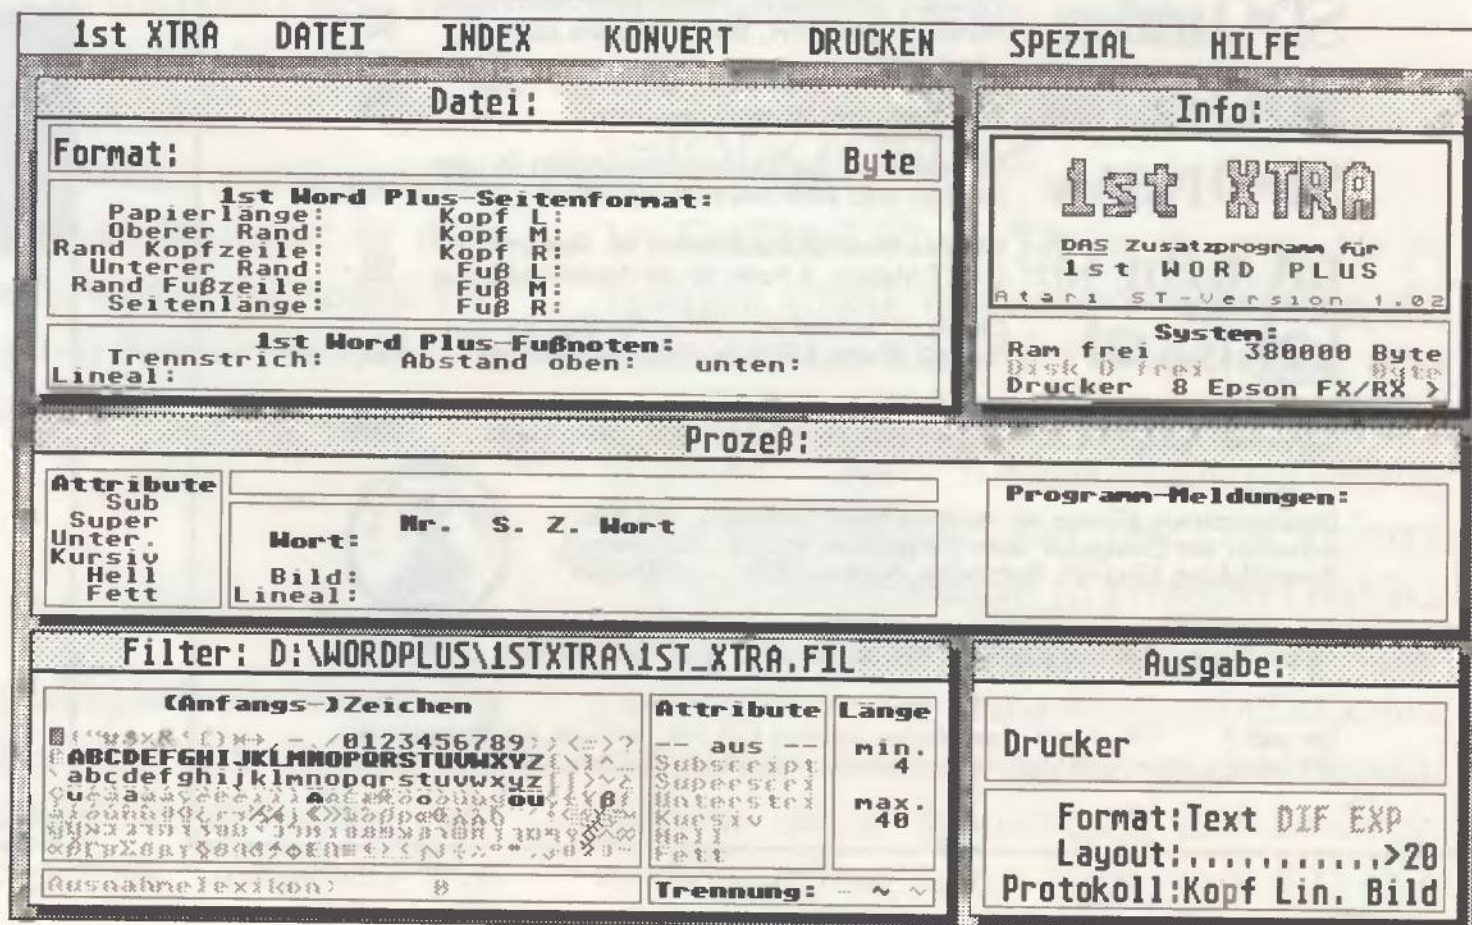 1st XTRA DATEI INDEX KONVERT DRUCKEN SPEZIAL HILFE
Datei:
Format: Byte
1st Word Plus-Seitenformat:
Papierlänge: Kopf L:
Oberer Rand: Kopf M:
Rand Kopfzeile: Kopf R:
Unterer Rand: Fuß L:
Rand Fußzeile: Fuß M:
Seitenlänge: Fuß R:
1st Word Plus-Fußnoten:
Trennstrich: Abstand oben: unten:
Lineal:
Info:
1st XTRA
DAS Zusatzprogramm für
1st WORD PLUS
Atari ST-Version 1.02
System:
Ram frei 380000 Byte
Disk D frei Byte
Drucker 8 Epson FX/RX >
Prozeß:
Attribute
Sub
Super
Unter.
Kursiv
Hell
Fett
Nr. S. Z. Wort
Wort:
Bild:
Lineal:
Programm-Meldungen:
Filter: D:\WORDPLUS\1STXTRA\1ST_XTRA.FIL
(Anfangs-)Zeichen
0123456789
ABCDEFGHIJKLMNOPQRSTUVWXYZ
abcdefghijklmnopqrstuvwxyz
Ausnahmelexikon: 0
Attribute
-- aus --
Subscript
Superscri
Unterstri
Kursiv
Hell
Fett
Länge
min.
4
max.
40
Trennung: - ~ ~
Ausgabe:
Drucker
Format:Text DIF EXP
Layout:...........>20
Protokoll:Kopf Lin. Bild